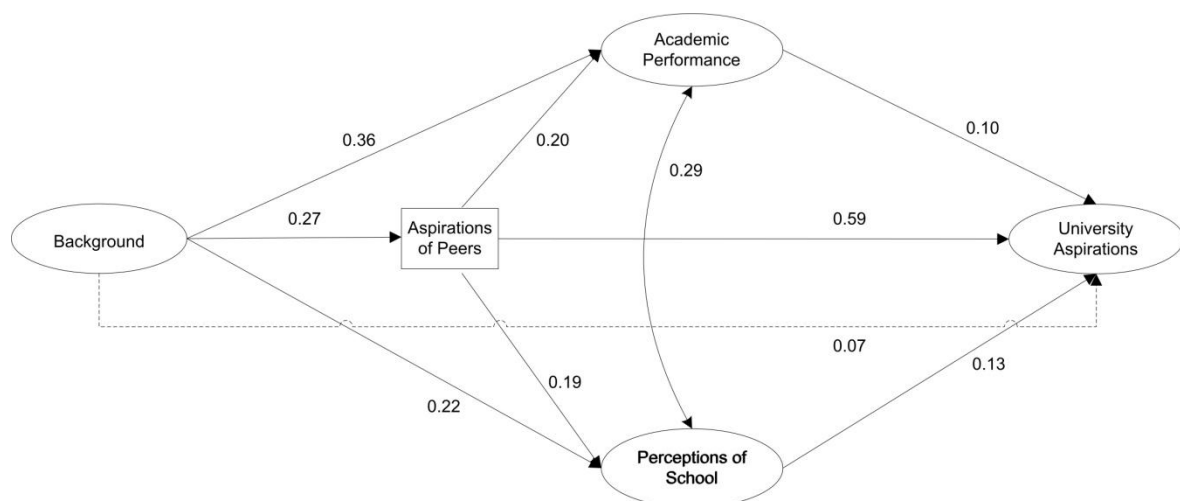 Academic
Performance
0.36
0.20
0.10
0.29
0.27
Aspirations
of Peers
0.59
Background
University
Aspirations
0.07
0.13
0.19
0.22
Perceptions of
School